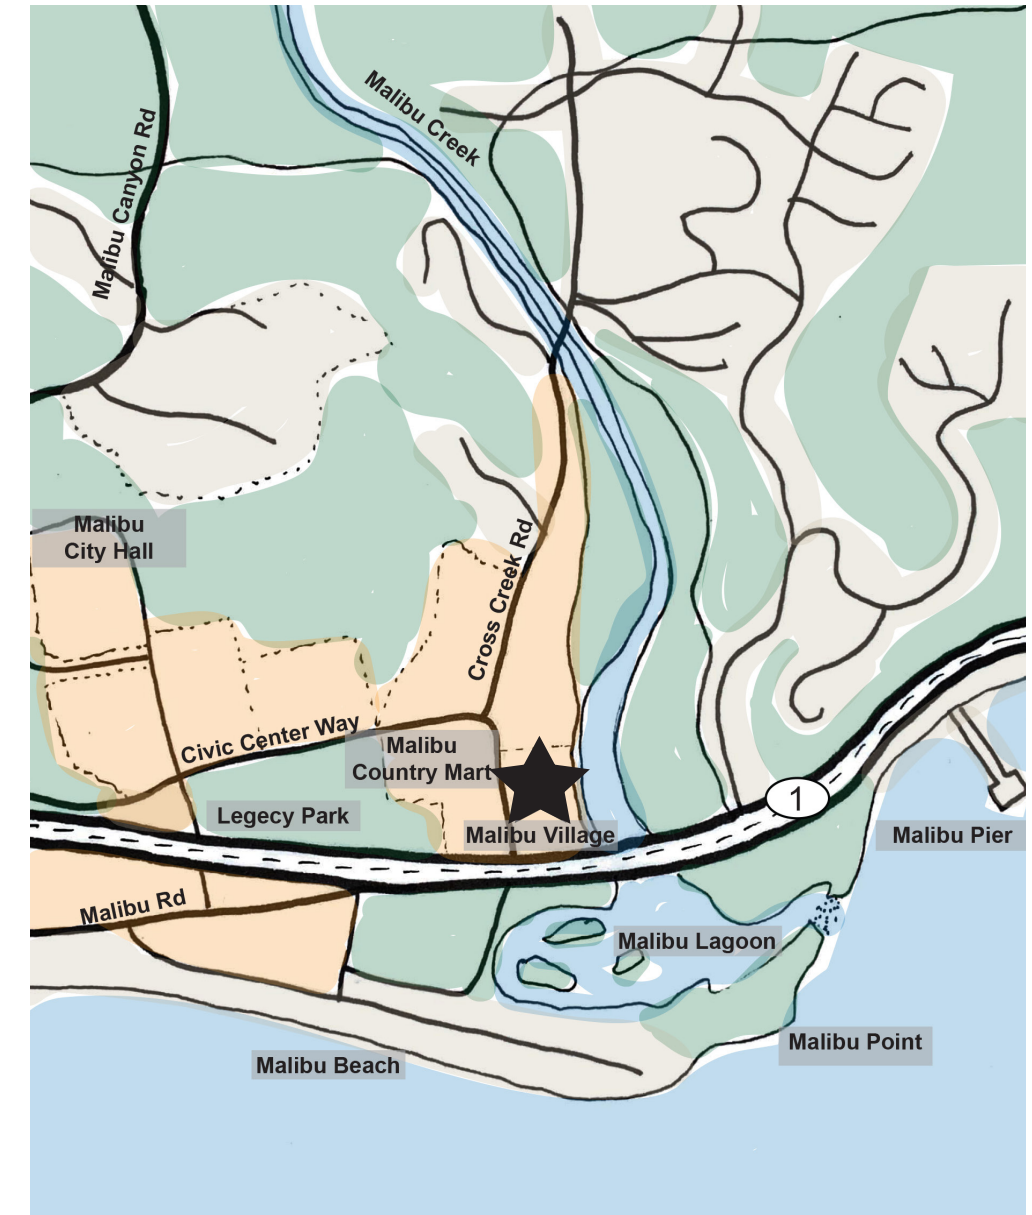 Malibu Creek
Malibu Canyon Rd
Malibu
City Hall
Cross Creek Rd
Civic Center Way
Malibu
Country Mart
1
Legecy Park
Malibu Village
Malibu Pier
Malibu Rd
Malibu Lagoon
Malibu Point
Malibu Beach